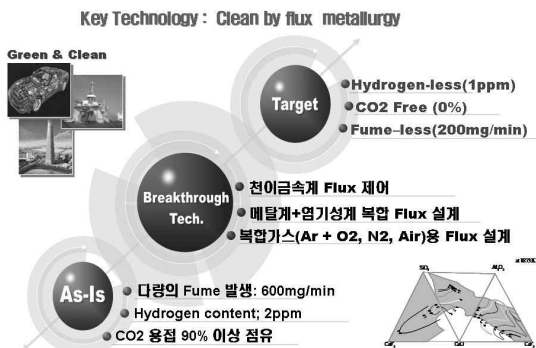 Key Technology : Clean by flux metallurgy
Green & Clean
Target
Hydrogen-less(1ppm)
CO2 Free (0%)
Fume-less(200mg/min)
Breakthrough
Tech.
천이금속계 Flux 제어
메탈계+염기성계 복합 Flux 설계
복합가스(Ar + O2, N2, Air)용 Flux 설계
As-Is
다량의 Fume 발생: 600mg/min
Hydrogen content; 2ppm
CO2 용접 90% 이상 점유